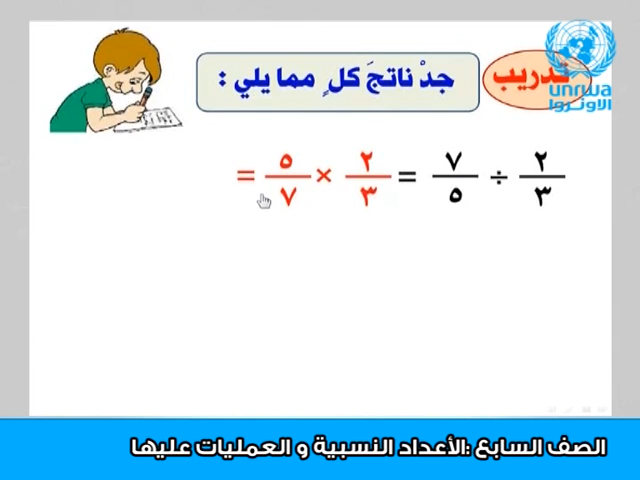 تدريب
جدْ ناتجَ كلٍ مما يلي :
unrwa
الأونروا
٢/٣ ÷ ٧/٥ = ٢/٣ × ٥/٧ =
الصف السابع :الأعداد النسبية و العمليات عليها